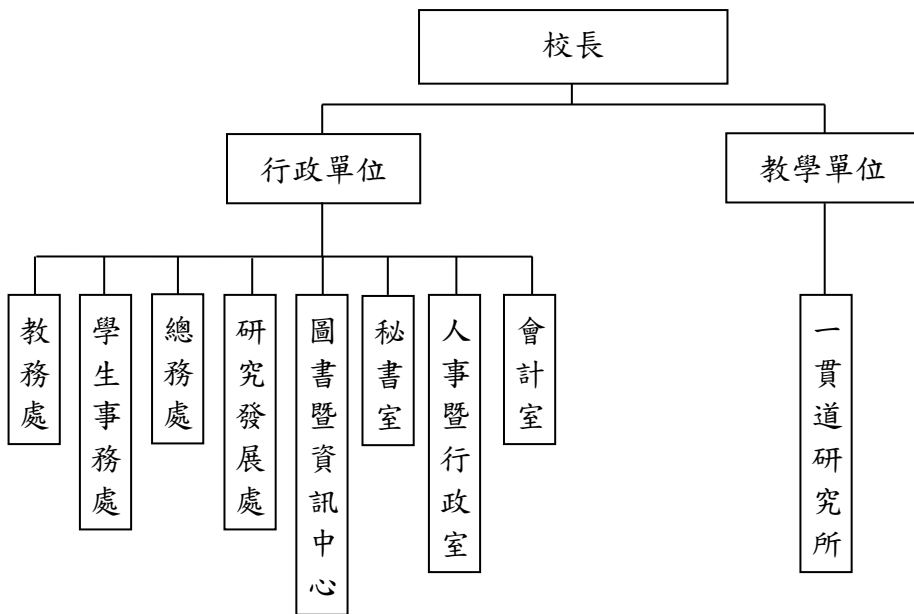 校長
行政單位
教學單位
教務處
學生事務處
總務處
研究發展處
圖書暨資訊中心
秘書室
人事暨行政室
會計室
一貫道研究所